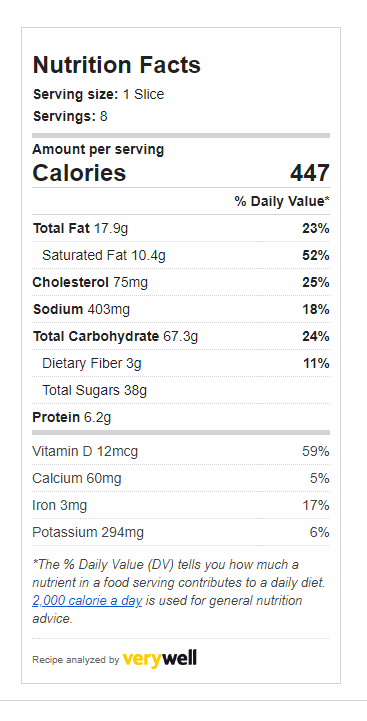 Nutrition Facts
Serving size: 1 Slice
Servings: 8
Amount per serving
Calories 447
% Daily Value*
Total Fat 17.9g 23%
Saturated Fat 10.4g 52%
Cholesterol 75mg 25%
Sodium 403mg 18%
Total Carbohydrate 67.3g 24%
Dietary Fiber 3g 11%
Total Sugars 38g
Protein 6.2g
Vitamin D 12mcg 59%
Calcium 60mg 5%
Iron 3mg 17%
Potassium 294mg 6%
*The % Daily Value (DV) tells you how much a
nutrient in a food serving contributes to a daily diet.
2,000 calorie a day is used for general nutrition
advice.
Recipe analyzed by verywell